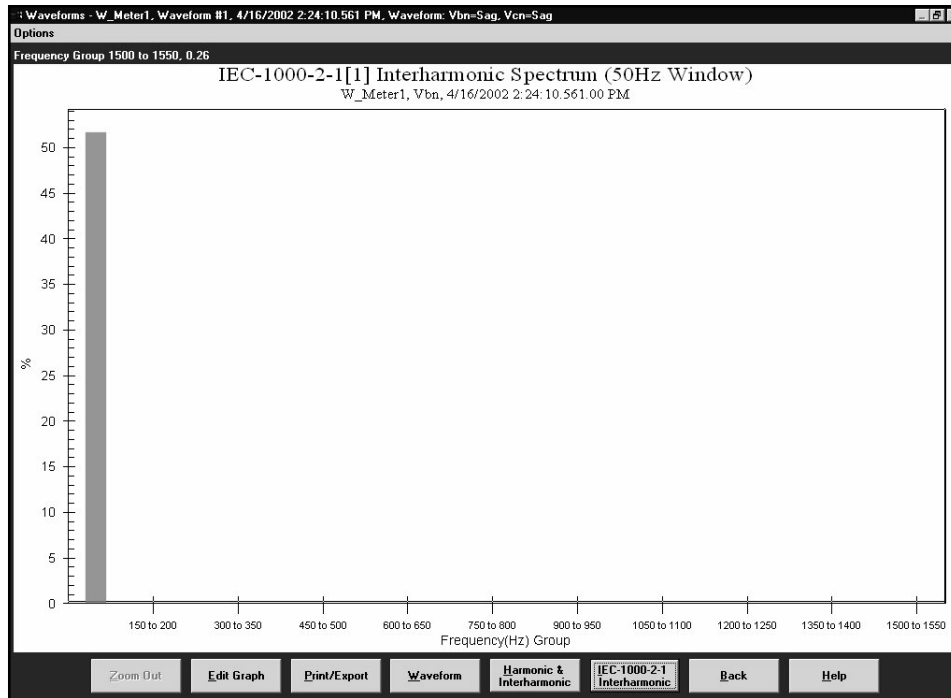 Waveforms - W_Meter1, Waveform #1, 4/16/2002 2:24:10.561 PM, Waveform: Vbn=Sag, Vcn=Sag
Options
Frequency Group 1500 to 1550, 0.26
IEC-1000-2-1[1] Interharmonic Spectrum (50Hz Window)
W_Meter1, Vbn, 4/16/2002 2:24:10.561.00 PM
50
45
40
35
30
%
25
20
15
10
5
0
150 to 200 300 to 350 450 to 500 600 to 650 750 to 800 900 to 950 1050 to 1100 1200 to 1250 1350 to 1400 1500 to 1550
Frequency(Hz) Group
Zoom Out Edit Graph Print/Export Waveform Harmonic & Interharmonic IEC-1000-2-1 Interharmonic Back Help